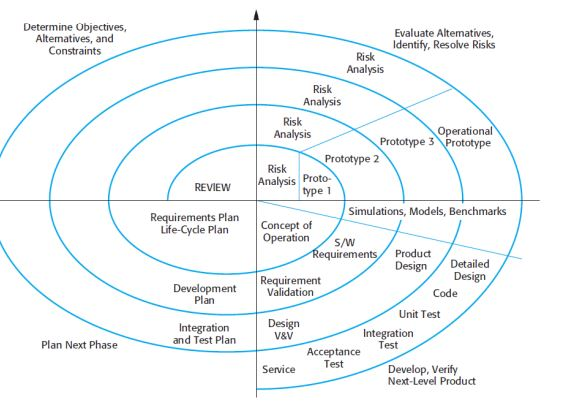 Determine Objectives,
Alternatives, and
Constraints
Evaluate Alternatives,
Identify, Resolve Risks
Risk
Analysis
Risk
Analysis
Risk
Analysis
Risk
Analysis
Proto-
type 1
Prototype 2
Prototype 3
Operational
Prototype
REVIEW
Requirements Plan
Life-Cycle Plan
Simulations, Models, Benchmarks
Concept of
Operation
S/W
Requirements
Product
Design
Detailed
Design
Development
Plan
Requirement
Validation
Code
Unit Test
Integration
and Test Plan
Design
V&V
Integration
Test
Plan Next Phase
Acceptance
Test
Service
Develop, Verify
Next-Level Product